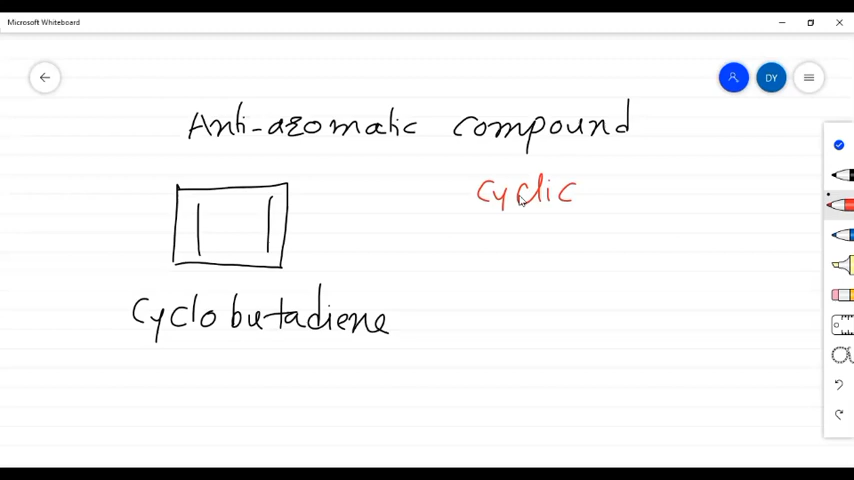 Microsoft Whiteboard
DY
Anti-aromatic compound
cyclic
Cyclobutadiene